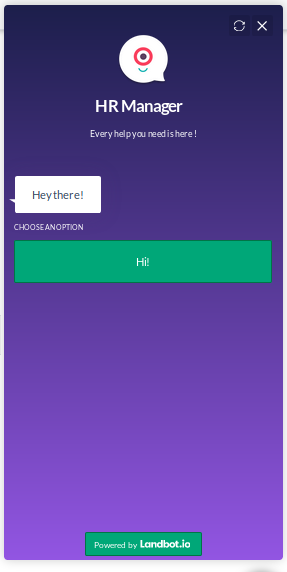 HR Manager
Every help you need is here !
Hey there!
CHOOSE AN OPTION
Hi!
Powered by Landbot.io